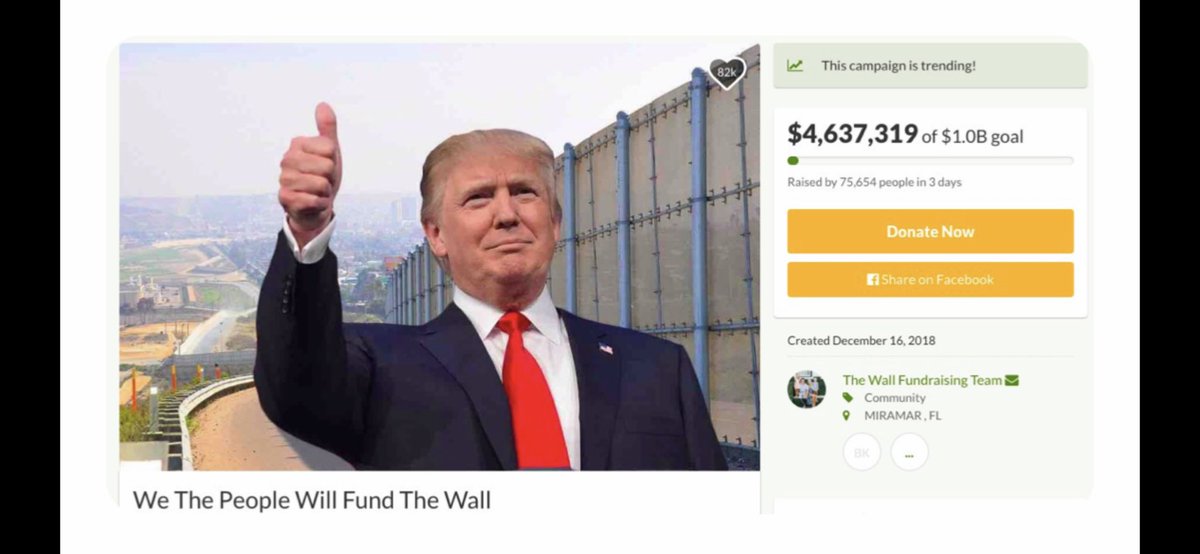 82k
This campaign is trending!
$4,637,319 of $1.0B goal
Raised by 75,654 people in 3 days
Donate Now
Share on Facebook
Created December 16, 2018
The Wall Fundraising Team
Community
MIRAMAR , FL
BK
...
We The People Will Fund The Wall